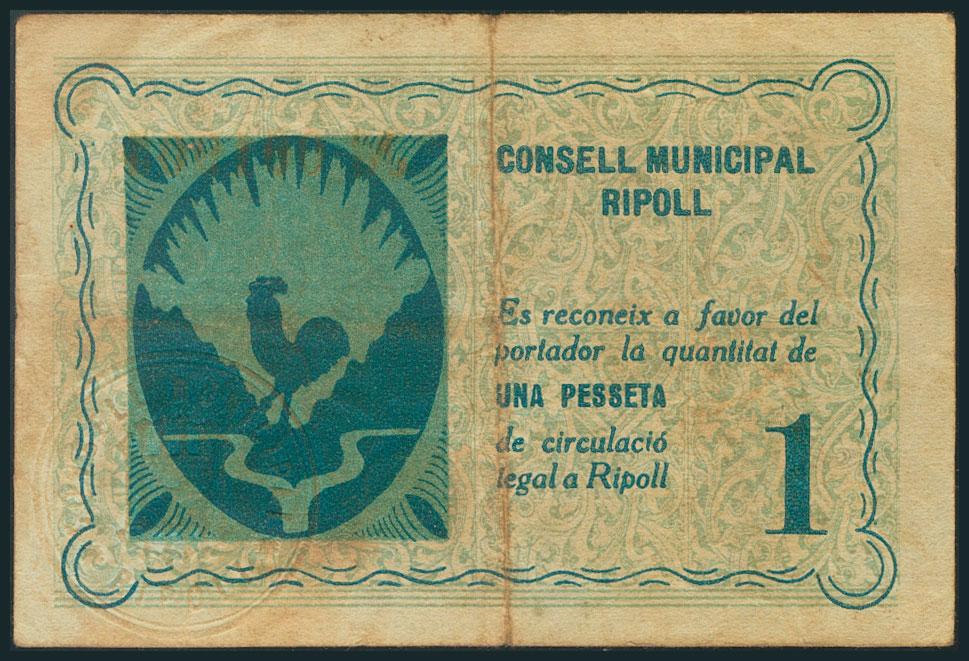 CONSELL MUNICIPAL
RIPOLL
Es reconeix a favor del
portador la quantitat de
UNA PESSETA
de circulació
legal a Ripoll
1